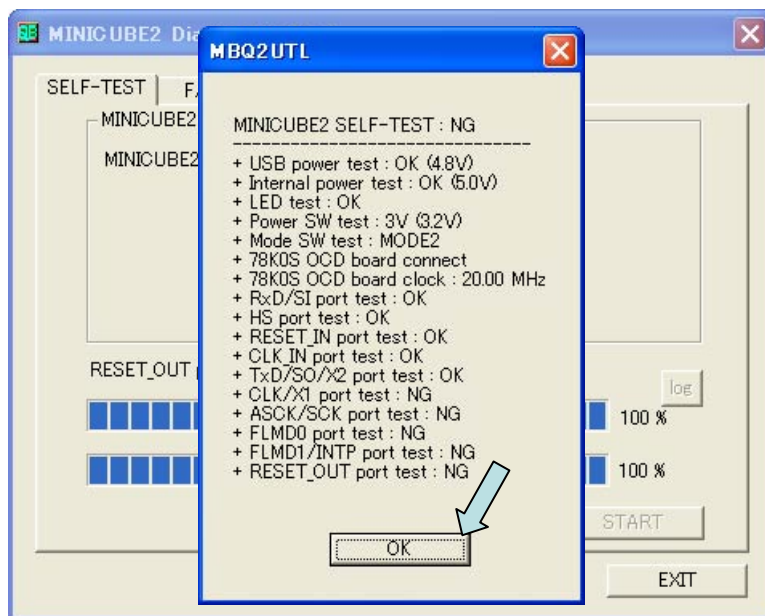 MINICUBE2 Dia
MBQ2UTL
SELF-TEST
MINICUBE2
MINICUBE2
MINICUBE2 SELF-TEST : NG
-------------------------------
+ USB power test : OK (4.8V)
+ Internal power test : OK (5.0V)
+ LED test : OK
+ Power SW test : 3V (3.2V)
+ Mode SW test : MODE2
+ 78K0S OCD board connect
+ 78K0S OCD board clock : 20.00 MHz
+ RxD/SI port test : OK
+ HS port test : OK
+ RESET_IN port test : OK
+ CLK_IN port test : OK
+ TxD/SO/X2 port test : OK
+ CLK/X1 port test : NG
+ ASCK/SCK port test : NG
+ FLMD0 port test : NG
+ FLMD1/INTP port test : NG
+ RESET_OUT port test : NG
OK
RESET_OUT
log
100 %
100 %
START
EXIT